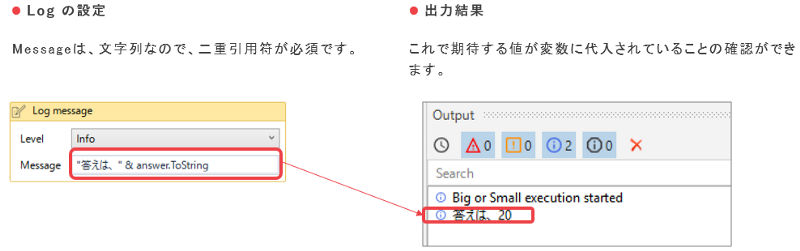 ● Log の設定
Messageは、文字列なので、二重引用符が必須です。
Log message
Level Info
Message "答えは、" & answer.ToString
● 出力結果
これで期待する値が変数に代入されていることの確認ができ
ます。
Output
0 0 2 0
Search
Big or Small execution started
答えは、20